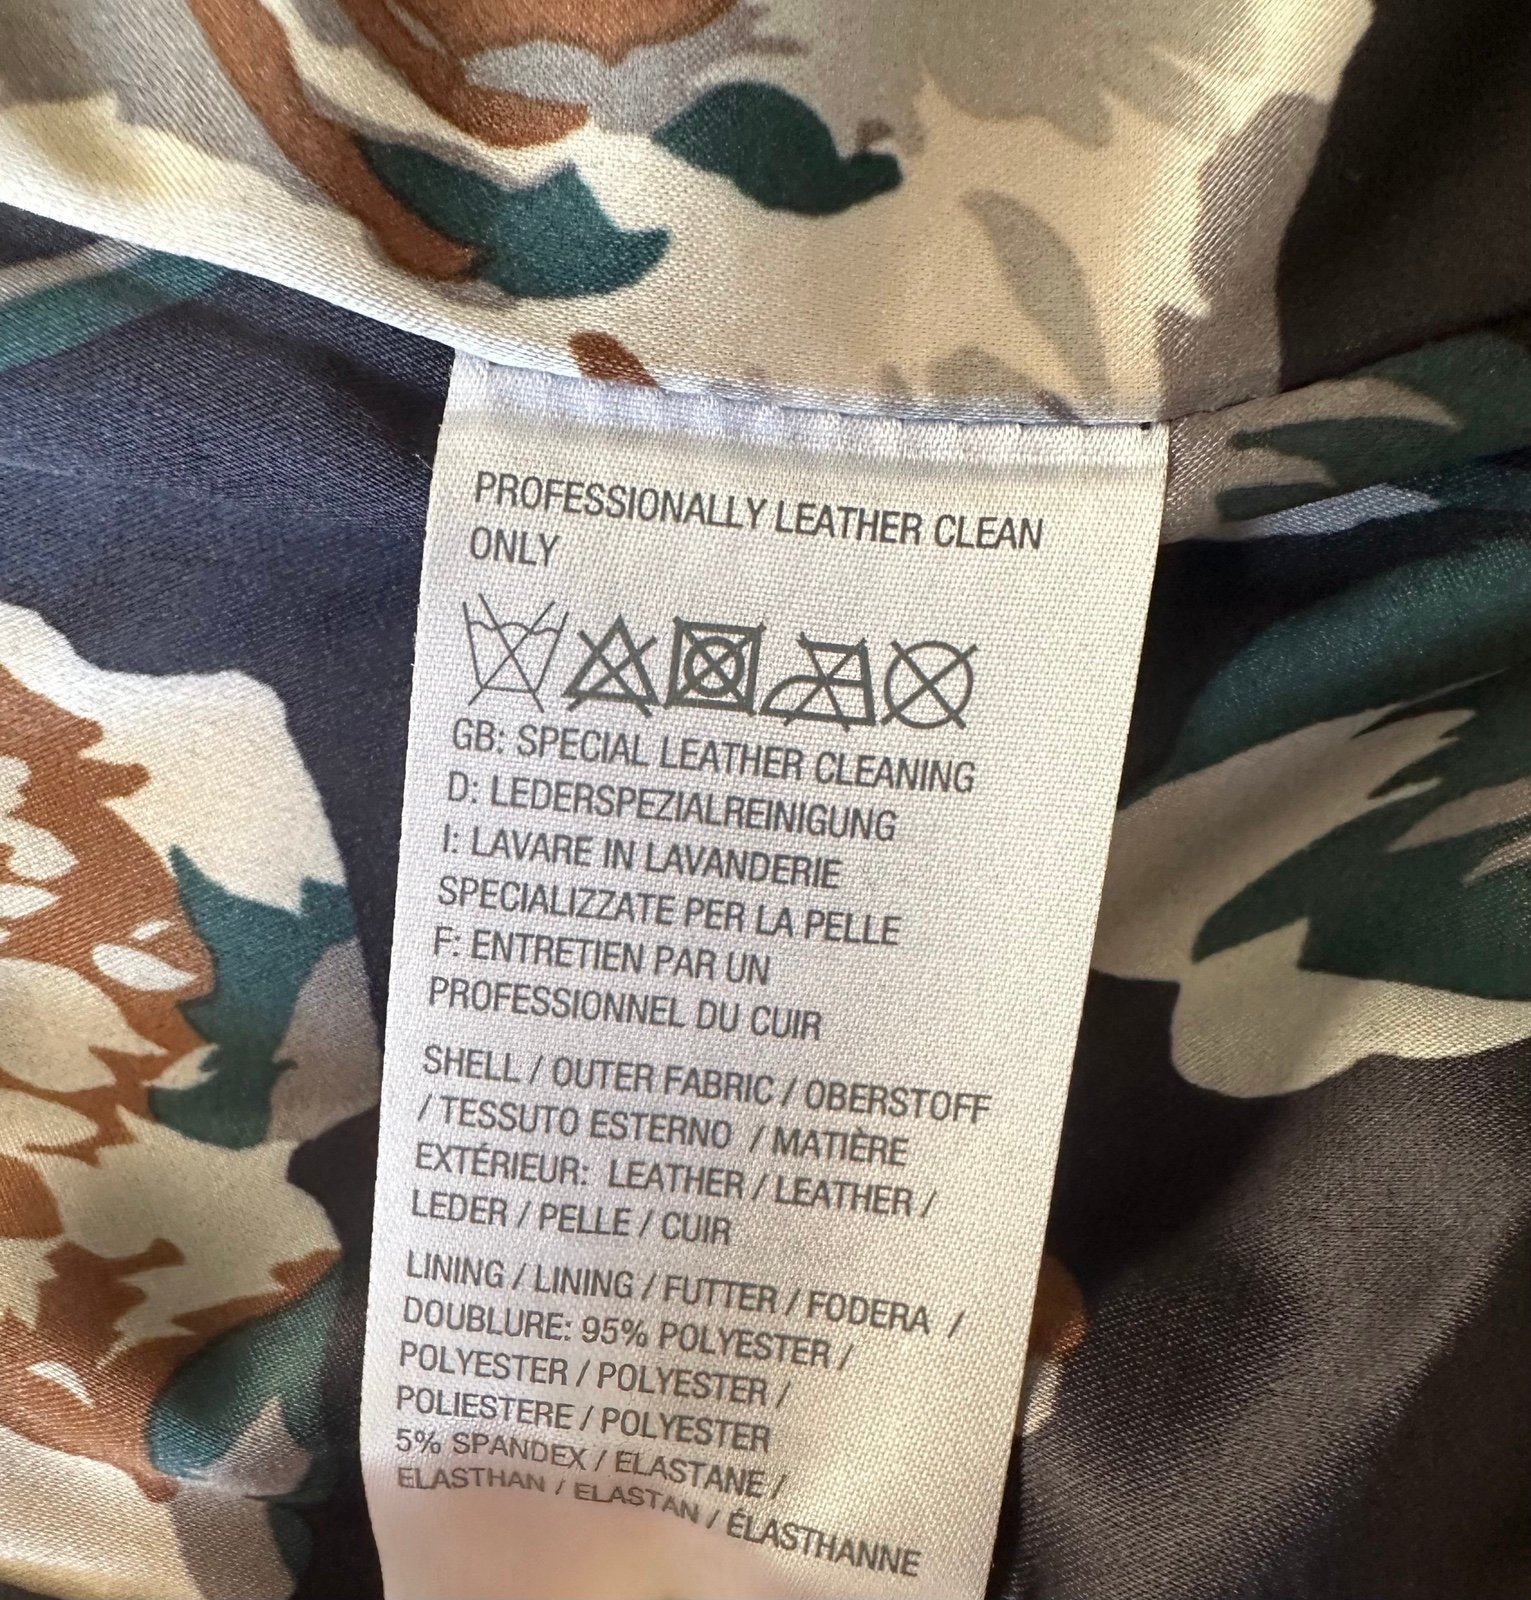 PROFESSIONALLY LEATHER CLEAN
ONLY
GB: SPECIAL LEATHER CLEANING
D: LEDERSPEZIALREINIGUNG
I: LAVARE IN LAVANDERIE
SPECIALIZZATE PER LA PELLE
F: ENTRETIEN PAR UN
PROFESSIONNEL DU CUIR
SHELL / OUTER FABRIC / OBERSTOFF
/ TESSUTO ESTERNO / MATIÈRE
EXTÉRIEUR: LEATHER / LEATHER /
LEDER / PELLE / CUIR
LINING / LINING / FUTTER / FODERA /
DOUBLURE: 95% POLYESTER /
POLYESTER / POLYESTER /
POLIESTERE / POLYESTER
5% SPANDEX / ELASTANE /
ELASTHAN / ELASTAN / ÉLASTHANNE